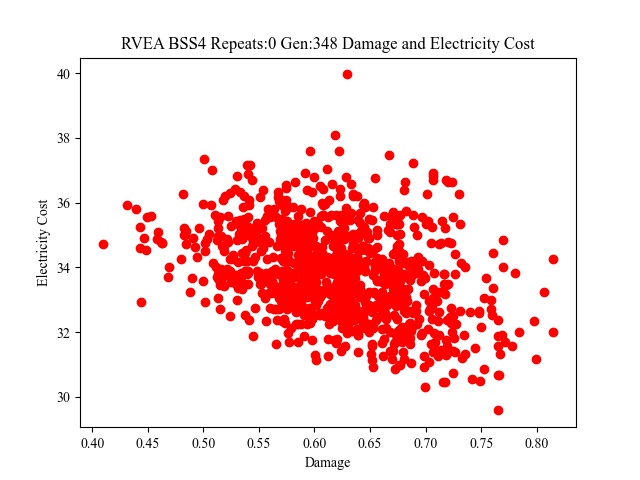 RVEA BSS4 Repeats:0 Gen:348 Damage and Electricity Cost
40
38
36
34
32
30
Electricity Cost
0.40 0.45 0.50 0.55 0.60 0.65 0.70 0.75 0.80
Damage